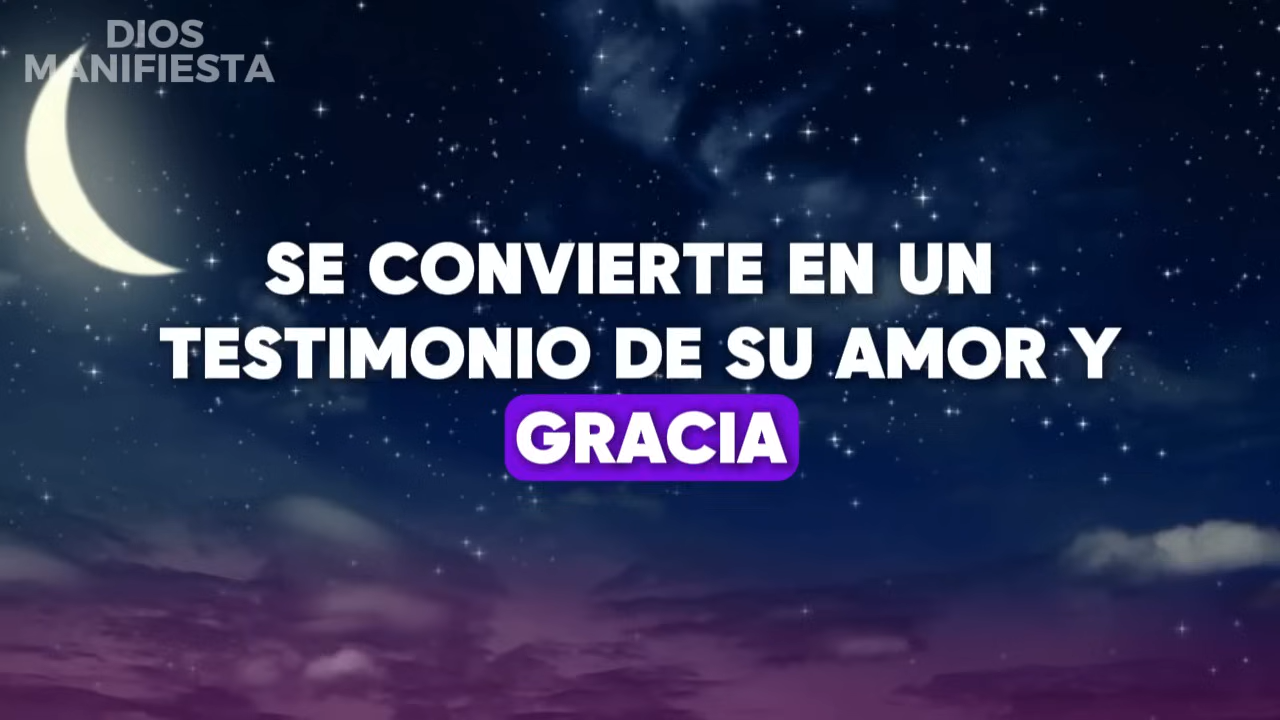 DIOS
MANIFIESTA
SE CONVIERTE EN UN
TESTIMONIO DE SU AMOR Y
GRACIA